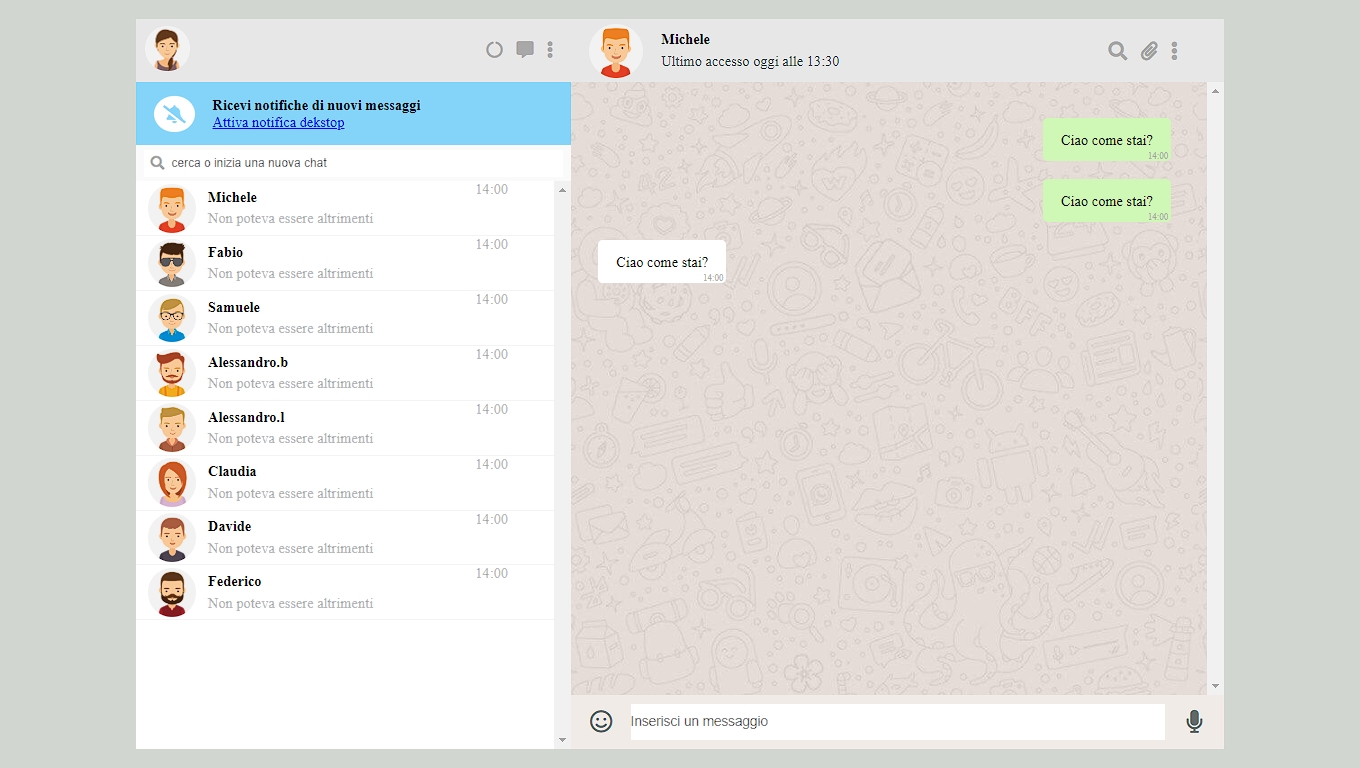 Michele
Ultimo accesso oggi alle 13:30
Ricevi notifiche di nuovi messaggi
Attiva notifica dekstop
cerca o inizia una nuova chat
Michele
14:00
Non poteva essere altrimenti
Fabio
14:00
Non poteva essere altrimenti
Samuele
14:00
Non poteva essere altrimenti
Alessandro.b
14:00
Non poteva essere altrimenti
Alessandro.l
14:00
Non poteva essere altrimenti
Claudia
14:00
Non poteva essere altrimenti
Davide
14:00
Non poteva essere altrimenti
Federico
14:00
Non poteva essere altrimenti
Ciao come stai?
14:00
Ciao come stai?
14:00
Ciao come stai?
14:00
Inserisci un messaggio